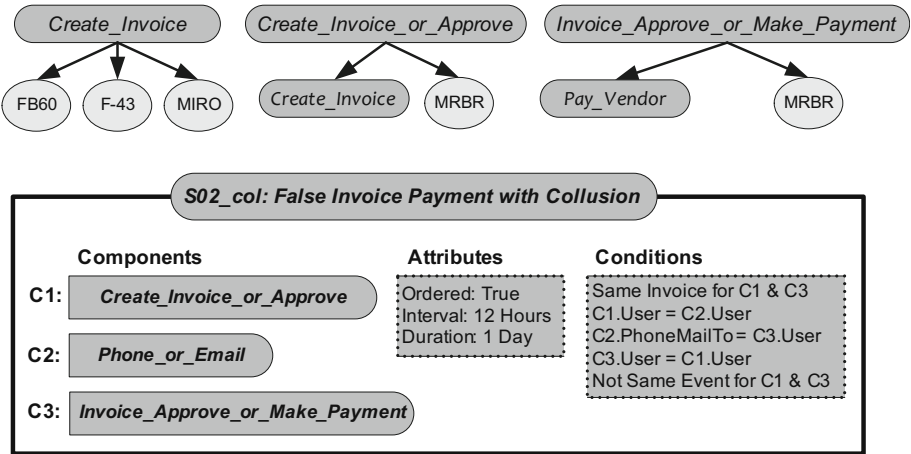 Create_Invoice Create_Invoice_or_Approve Invoice_Approve_or_Make_Payment
FB60 F-43 MIRO Create_Invoice MRBR Pay_Vendor MRBR
S02_col: False Invoice Payment with Collusion
Components Attributes Conditions
C1: Create_Invoice_or_Approve
C2: Phone_or_Email
C3: Invoice_Approve_or_Make_Payment
Ordered: True
Interval: 12 Hours
Duration: 1 Day
Same Invoice for C1 & C3
C1.User = C2.User
C2.PhoneMailTo = C3.User
C3.User = C1.User
Not Same Event for C1 & C3